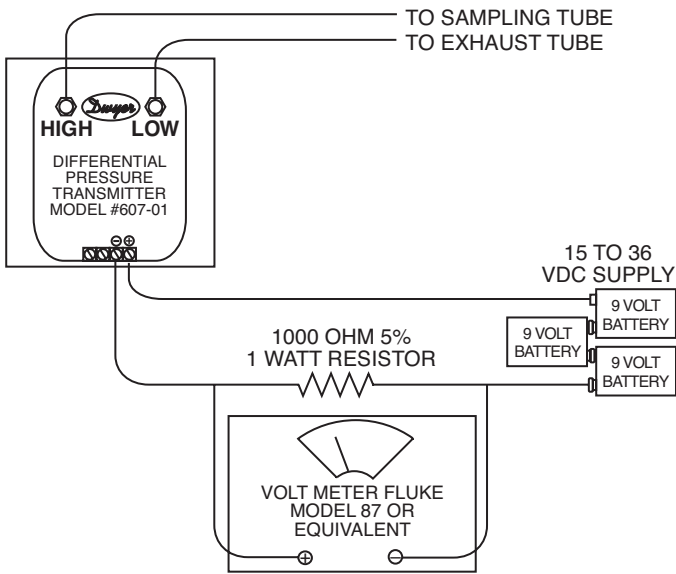 TO SAMPLING TUBE
TO EXHAUST TUBE
Dwyer
HIGH
LOW
DIFFERENTIAL
PRESSURE
TRANSMITTER
MODEL #607-01
⊖⊕
15 TO 36
VDC SUPPLY
9 VOLT
BATTERY
9 VOLT
BATTERY
9 VOLT
BATTERY
1000 OHM 5%
1 WATT RESISTOR
VOLT METER FLUKE
MODEL 87 OR
EQUIVALENT
⊕ ⊖